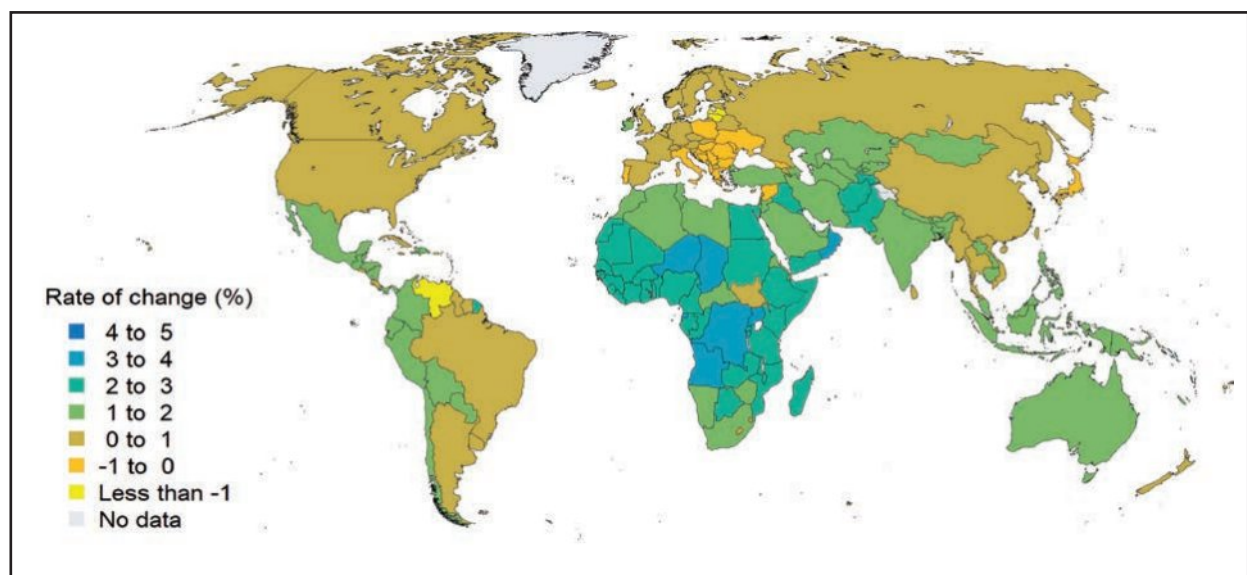 Rate of change (%)
4 to 5
3 to 4
2 to 3
1 to 2
0 to 1
-1 to 0
Less than -1
No data